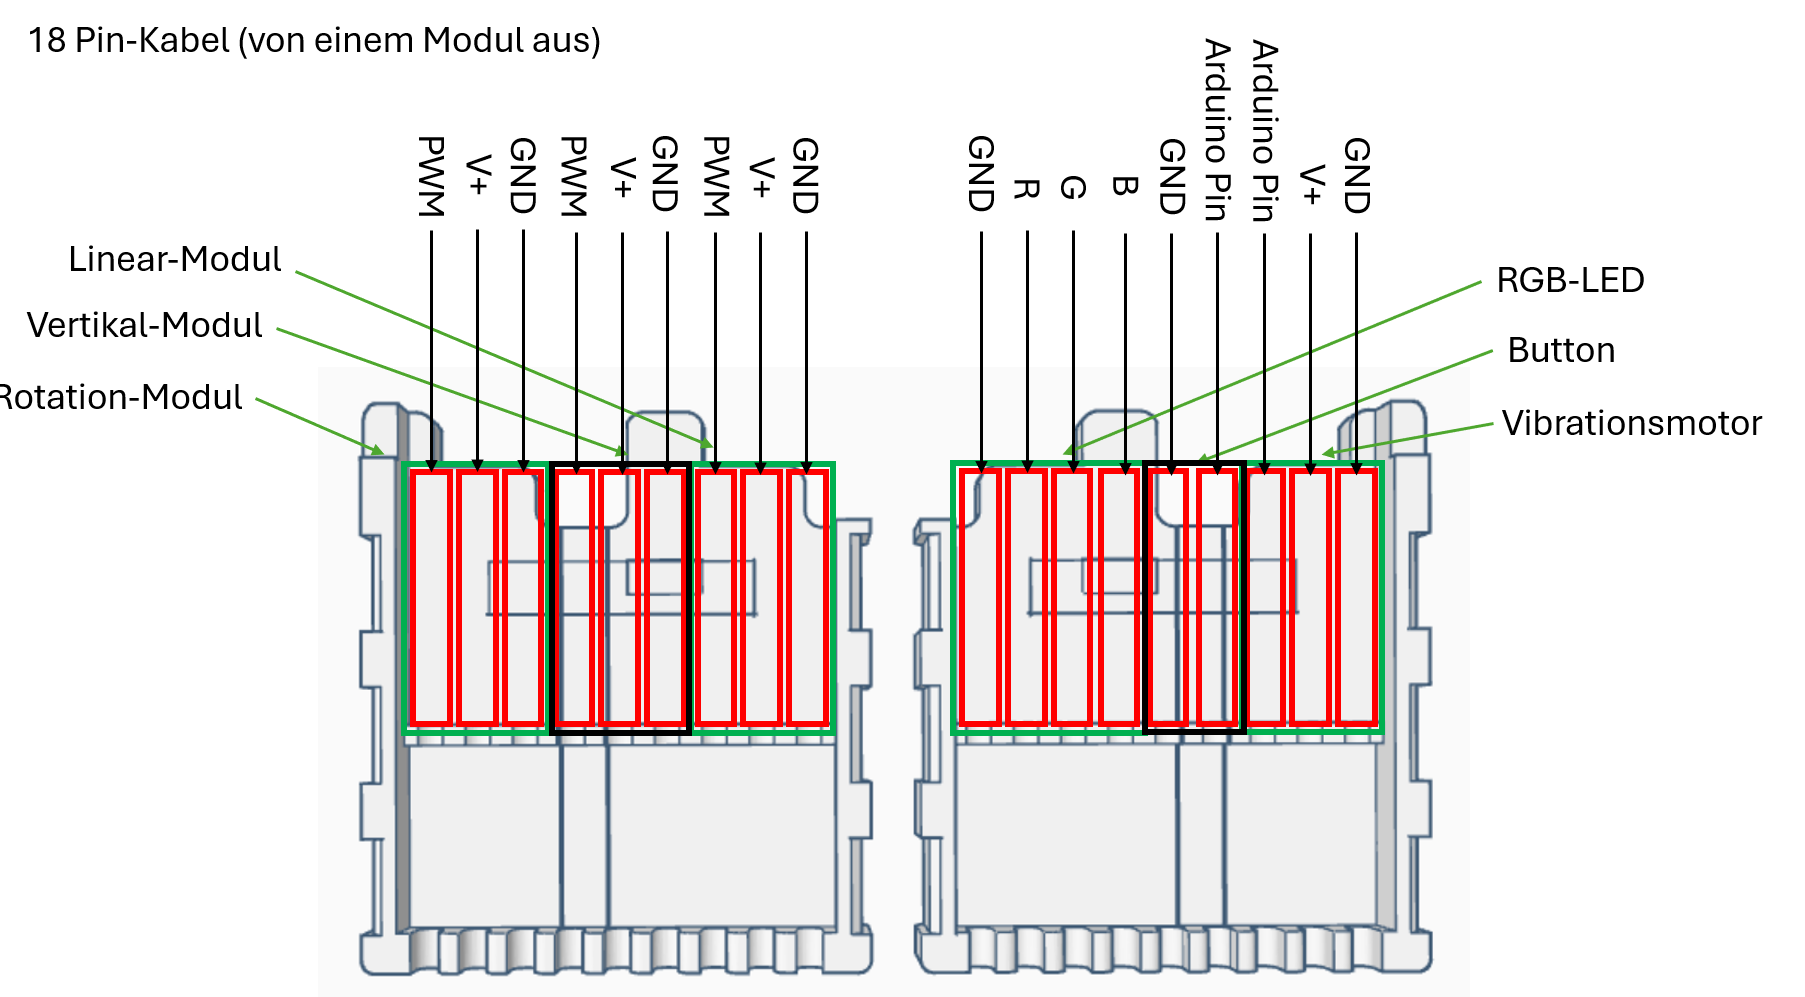 18 Pin-Kabel (von einem Modul aus)
PWM
V+
GND
PWM
V+
GND
PWM
V+
GND
GND
R
G
B
GND
Arduino Pin
Arduino Pin
V+
GND
Linear-Modul
Vertikal-Modul
Rotation-Modul
RGB-LED
Button
Vibrationsmotor